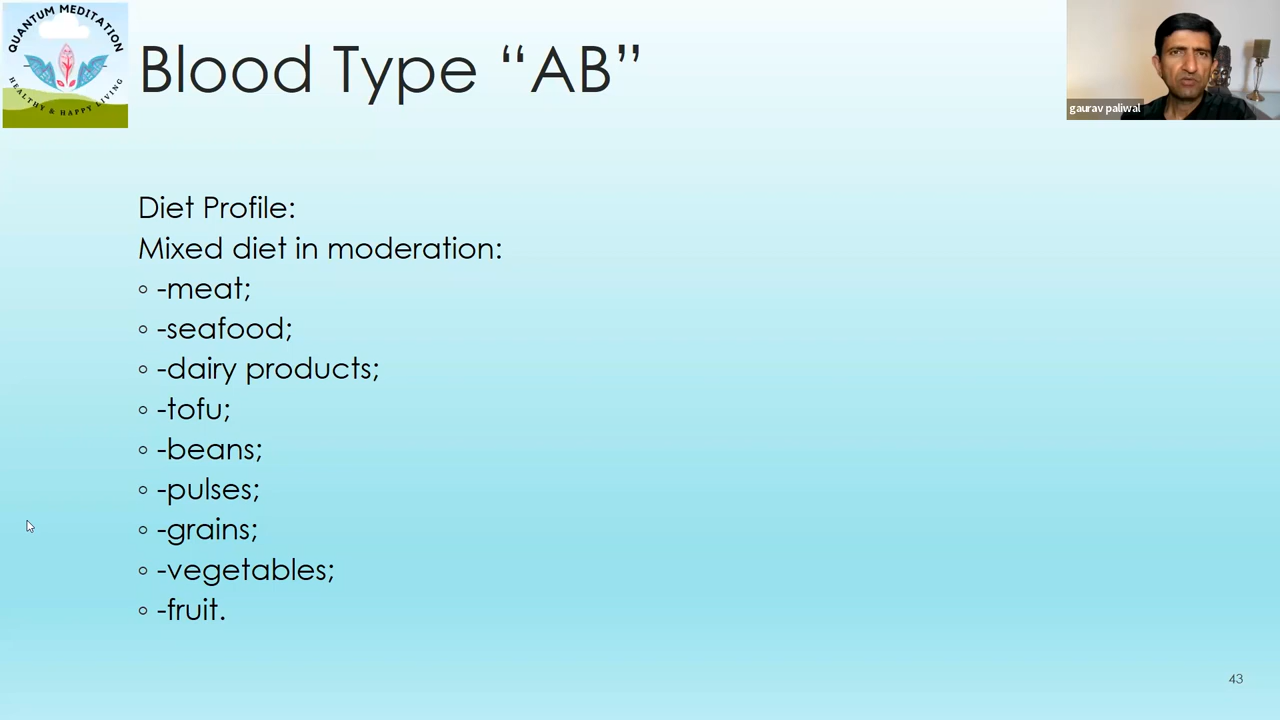 QUANTUM MEDITATION
HEALTHY & HAPPY LIVING
Blood Type “AB”
gaurav paliwal
Diet Profile:
Mixed diet in moderation:
◦ -meat;
◦ -seafood;
◦ -dairy products;
◦ -tofu;
◦ -beans;
◦ -pulses;
◦ -grains;
◦ -vegetables;
◦ -fruit.
43